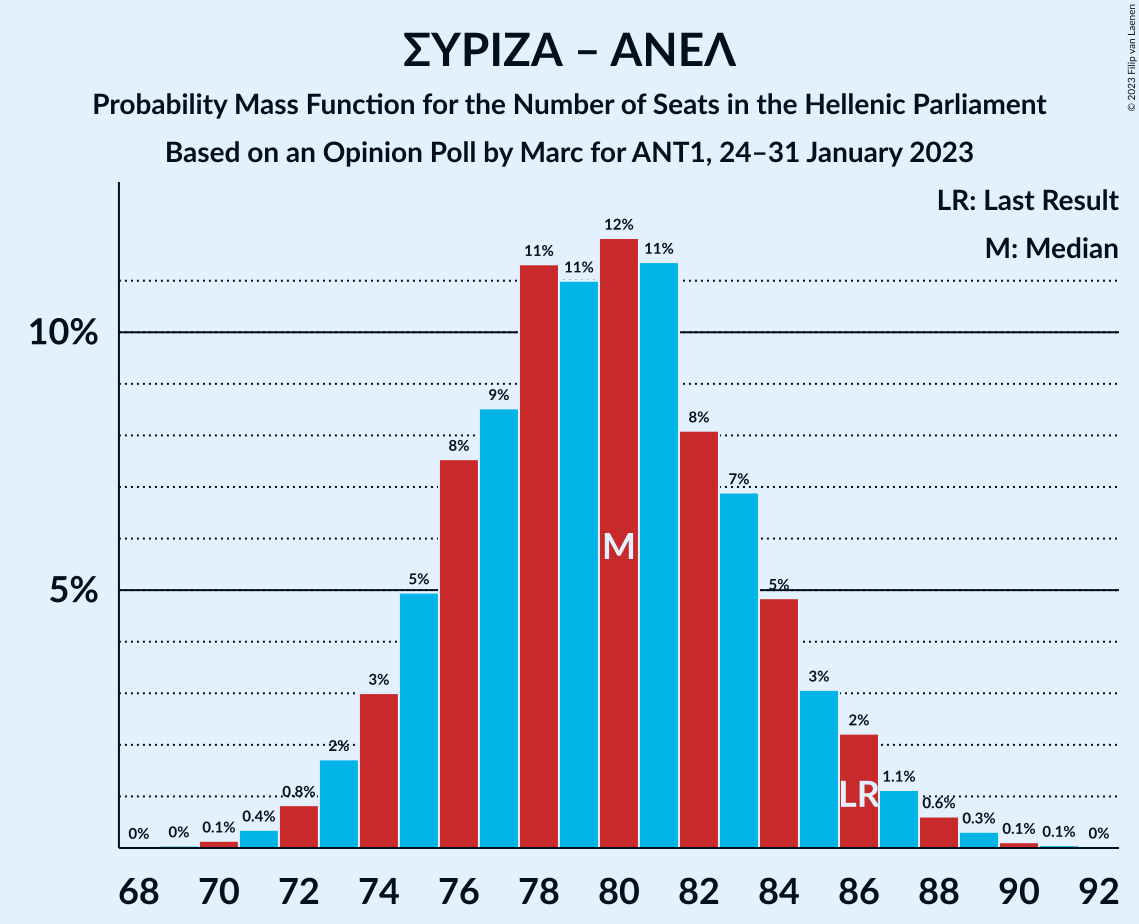 ΣΥΡΙΖΑ – ΑΝΕΛ
Probability Mass Function for the Number of Seats in the Hellenic Parliament
Based on an Opinion Poll by Marc for ANT1, 24–31 January 2023
© 2023 Filip van Laenen
LR: Last Result
M: Median
10%
5%
0% 0% 0.1% 0.4% 0.8% 2% 3% 5% 8% 9% 11% 11% 12% 11% 8% 7% 5% 3% 2% 1.1% 0.6% 0.3% 0.1% 0.1% 0%
M
LR
68 70 72 74 76 78 80 82 84 86 88 90 92